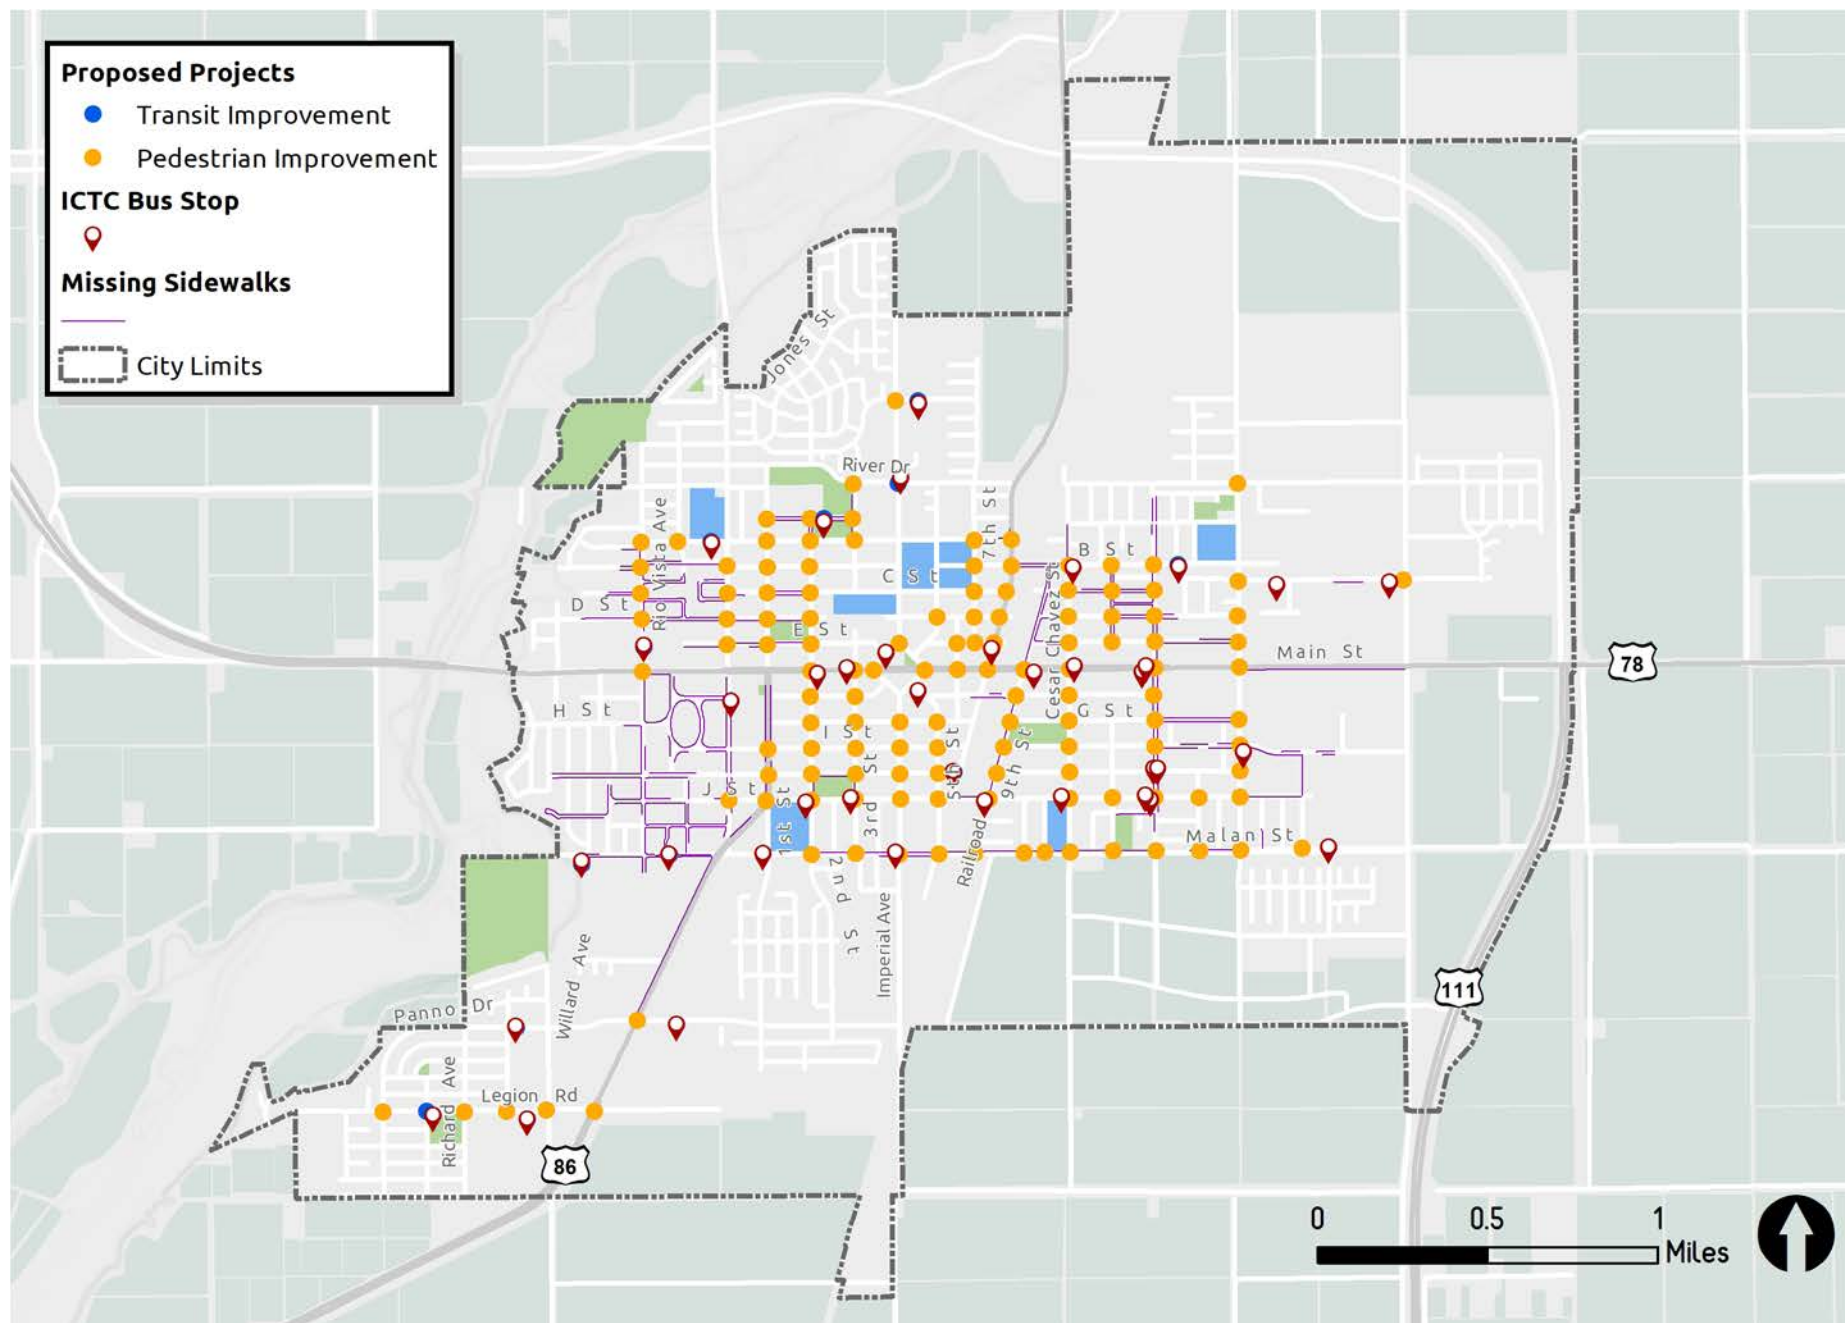 Proposed Projects
Transit Improvement
Pedestrian Improvement
ICTC Bus Stop
Missing Sidewalks
City Limits
Jones St
River Dr
Rio Vista Ave
7th St
B St
C St
D St
E St
Cesar Chavez St
Main St
78
H St
G St
I St
5th St
9th St
J St
1st St
3rd St
Malan St
Railroad
2nd St
Imperial Ave
Willard Ave
111
Panno Dr
Richard Ave
Legion Rd
86
0 0.5 1
Miles